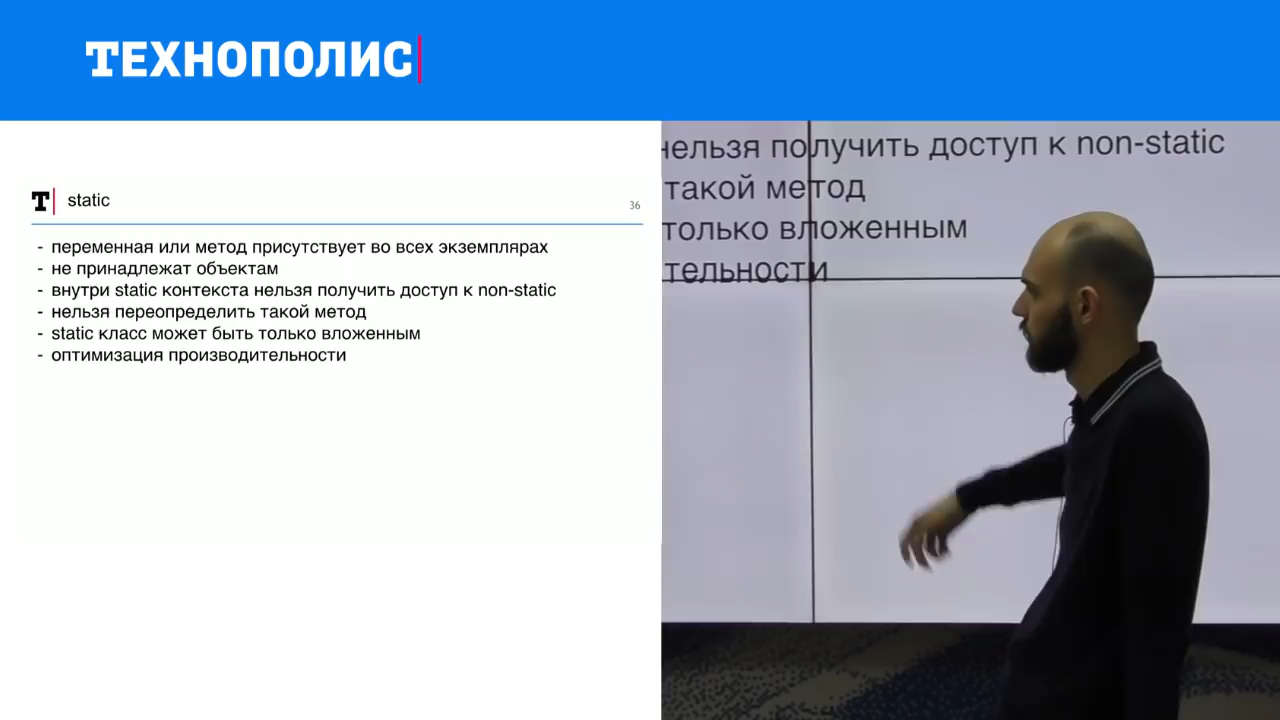 ТЕХНОПОЛИС
T static
36
- переменная или метод присутствует во всех экземплярах
- не принадлежат объектам
- внутри static контекста нельзя получить доступ к non-static
- нельзя переопределить такой метод
- static класс может быть только вложенным
- оптимизация производительности
нельзя получить доступ к non-static
такой метод
только вложенным
тельности